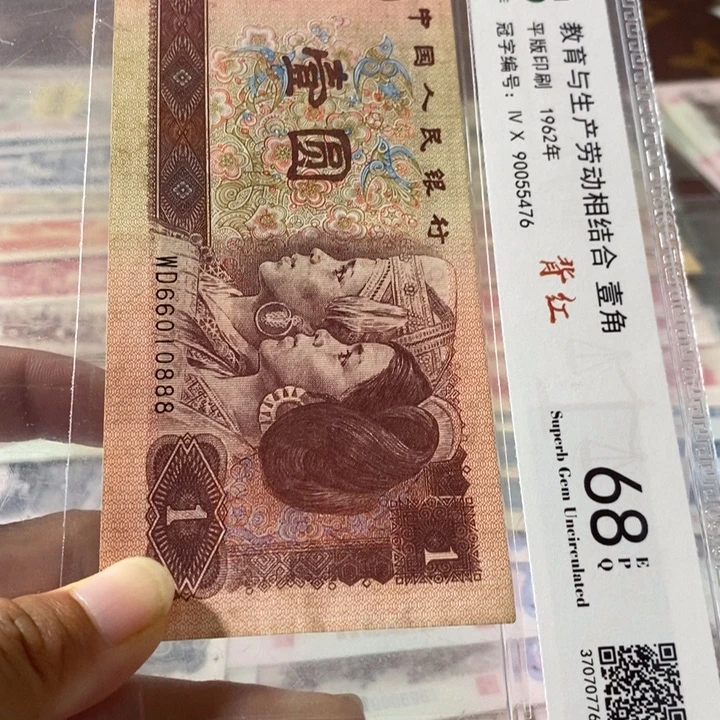 中国人民银行
壹
圆
WD66010888
1
1
教育与生产劳动相结合 壹角
平版印刷 1962年
冠字编号: IV X 90055476
背红
68
E
P
Q
Superb Gem Uncirculated
3707077